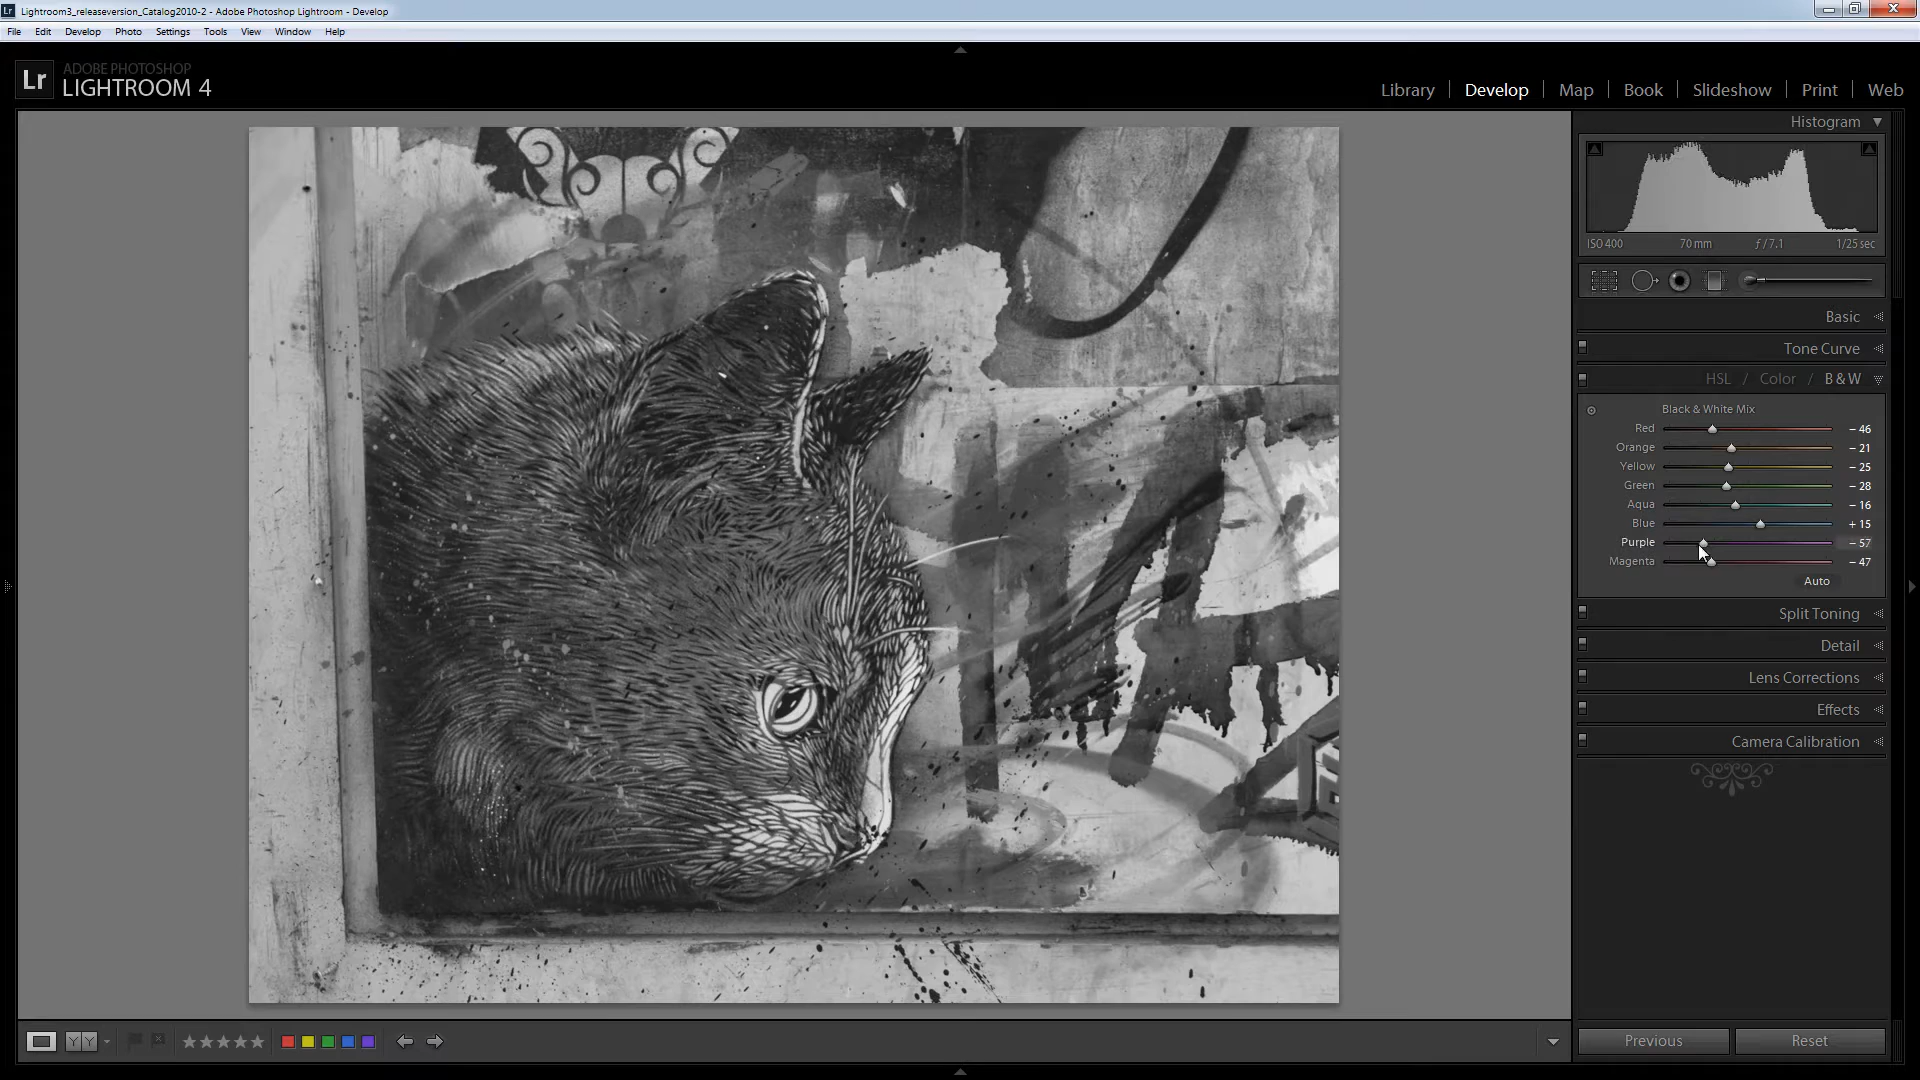 Lightroom3_releaseversion_Catalog2010-2 - Adobe Photoshop Lightroom - Develop
File Edit Develop Photo Settings Tools View Window Help
Lr ADOBE PHOTOSHOP
LIGHTROOM 4
Library Develop Map Book Slideshow Print Web
Histogram
ISO 400 70 mm ƒ / 7.1 1/25 sec
Basic
Tone Curve
HSL / Color / B & W
Black & White Mix
Red – 46
Orange – 21
Yellow – 25
Green – 28
Aqua – 16
Blue + 15
Purple – 57
Magenta – 47
Auto
Split Toning
Detail
Lens Corrections
Effects
Camera Calibration
Y Y
Previous Reset